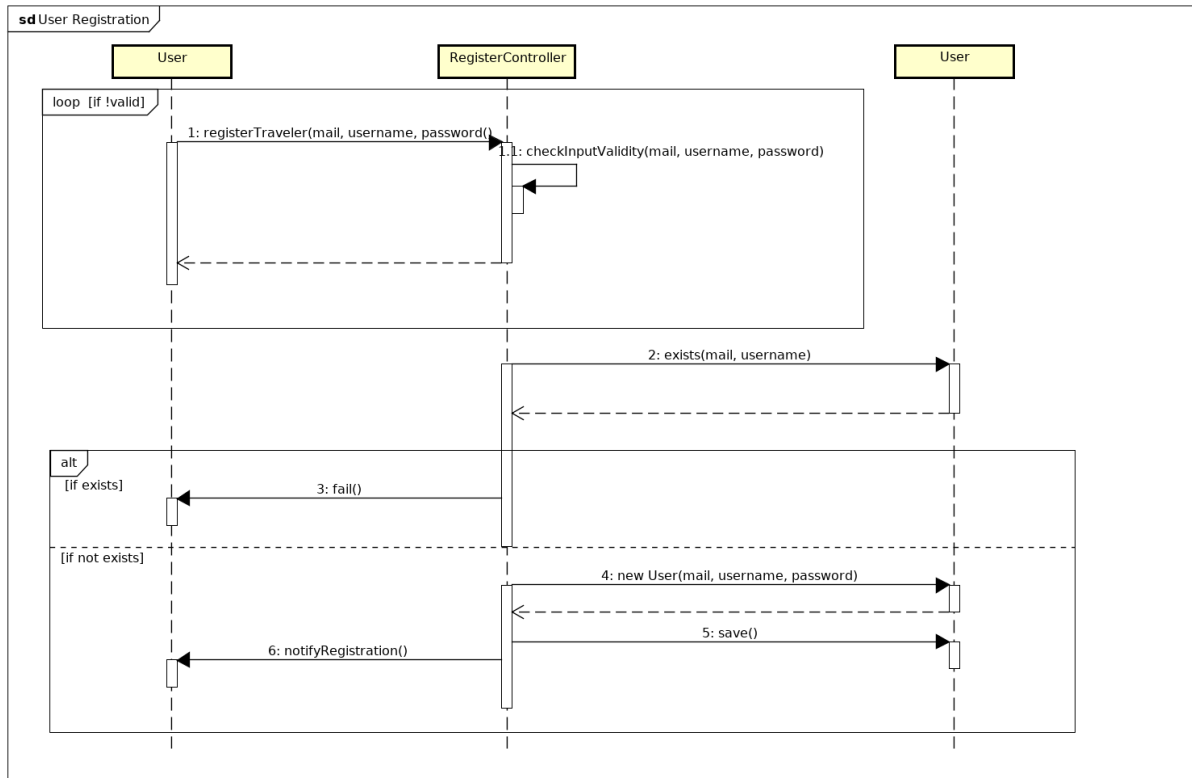 sd User Registration
User
RegisterController
User
loop [if !valid]
1: registerTraveler(mail, username, password()
1.1: checkInputValidity(mail, username, password)
2: exists(mail, username)
alt
[if exists]
3: fail()
[if not exists]
4: new User(mail, username, password)
5: save()
6: notifyRegistration()